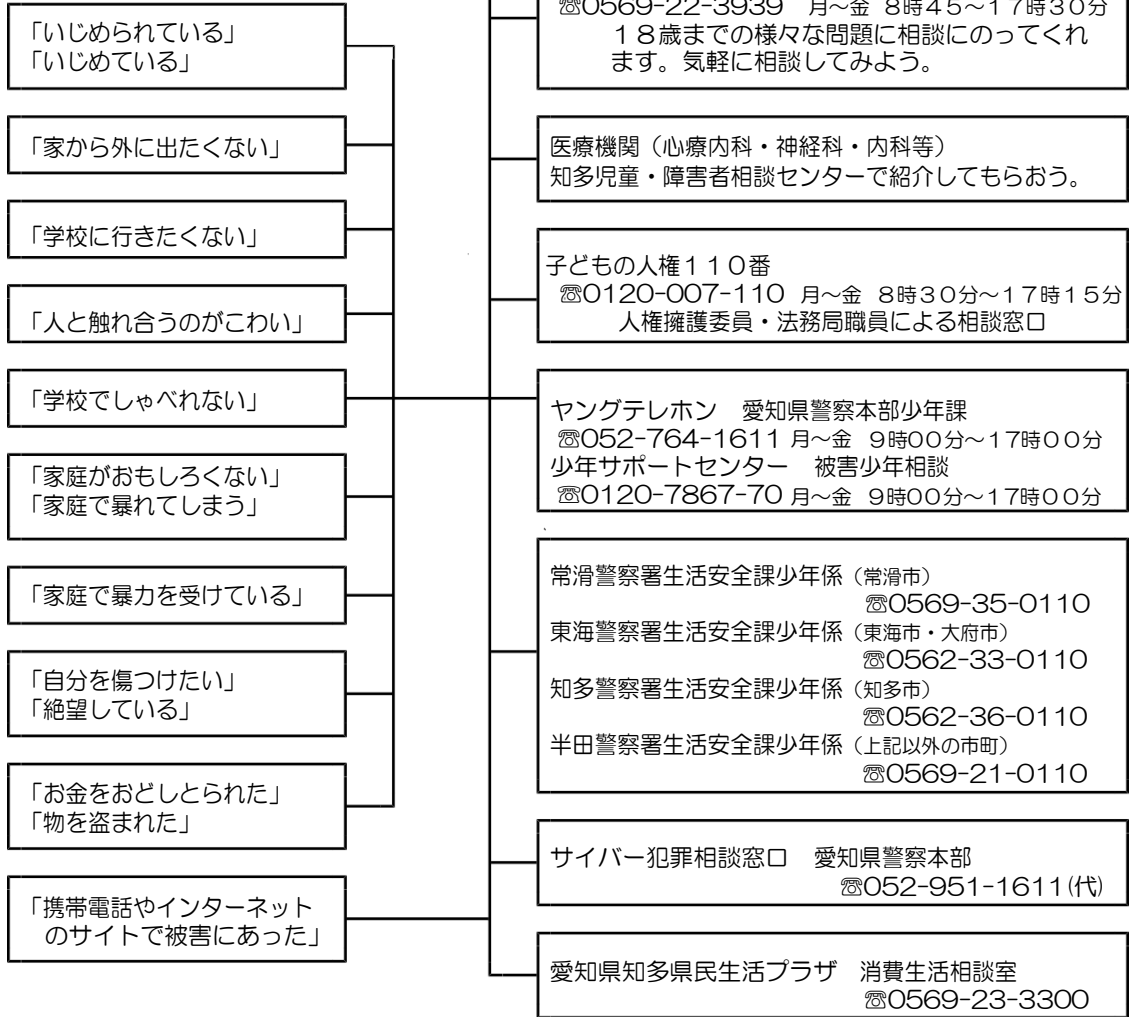 「いじめられている」
「いじめている」
「家から外に出たくない」
「学校に行きたくない」
「人と触れ合うのがこわい」
「学校でしゃべれない」
「家庭がおもしろくない」
「家庭で暴れてしまう」
「家庭で暴力を受けている」
「自分を傷つけたい」
「絶望している」
「お金をおどしとられた」
「物を盗まれた」
「携帯電話やインターネット
のサイトで被害にあった」
☏0569-22-3939 月~金 8時45~17時30分
18歳までの様々な問題に相談にのってくれ
ます。気軽に相談してみよう。
医療機関(心療内科・神経科・内科等)
知多児童・障害者相談センターで紹介してもらおう。
子どもの人権110番
☏0120-007-110 月~金 8時30分~17時15分
人権擁護委員・法務局職員による相談窓口
ヤングテレホン 愛知県警察本部少年課
☏052-764-1611 月~金 9時00分~17時00分
少年サポートセンター 被害少年相談
☏0120-7867-70 月~金 9時00分~17時00分
常滑警察署生活安全課少年係(常滑市)
☏0569-35-0110
東海警察署生活安全課少年係(東海市・大府市)
☏0562-33-0110
知多警察署生活安全課少年係(知多市)
☏0562-36-0110
半田警察署生活安全課少年係(上記以外の市町)
☏0569-21-0110
サイバー犯罪相談窓口 愛知県警察本部
☏052-951-1611(代)
愛知県知多県民生活プラザ 消費生活相談室
☏0569-23-3300